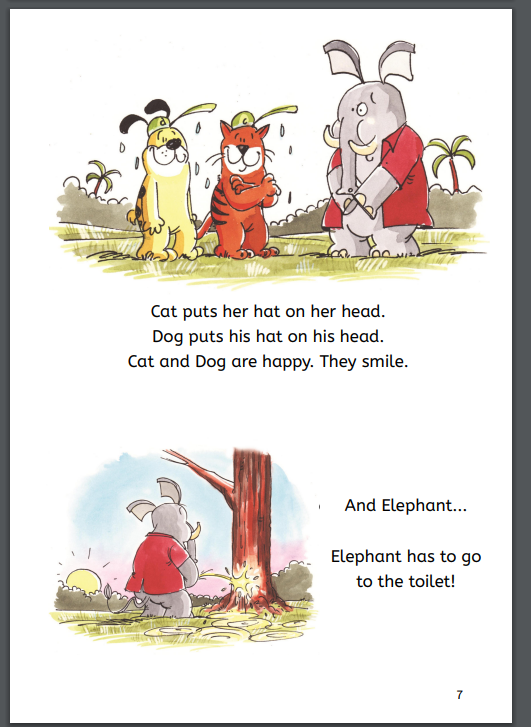 Cat puts her hat on her head.
Dog puts his hat on his head.
Cat and Dog are happy. They smile.
And Elephant...
Elephant has to go
to the toilet!
7